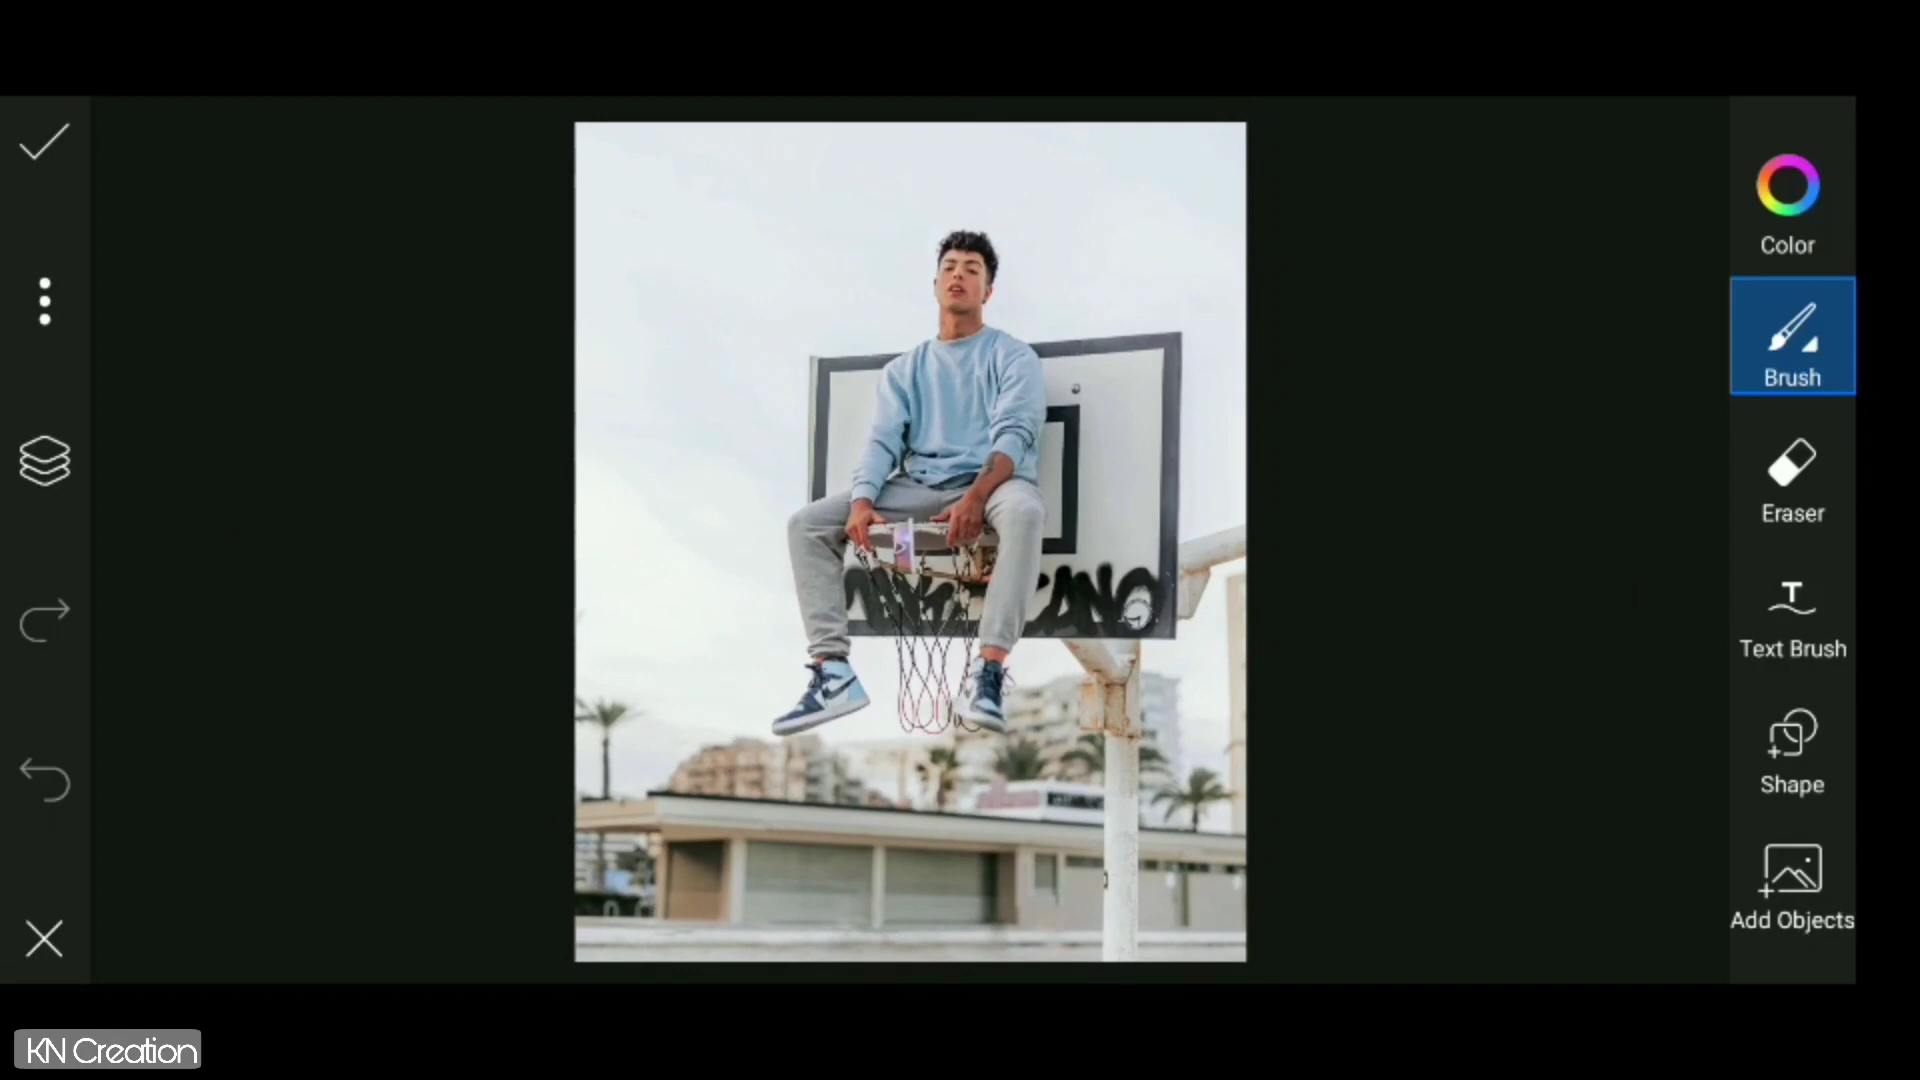 Color
Brush
Eraser
T
Text Brush
Shape
Add Objects
KN Creation